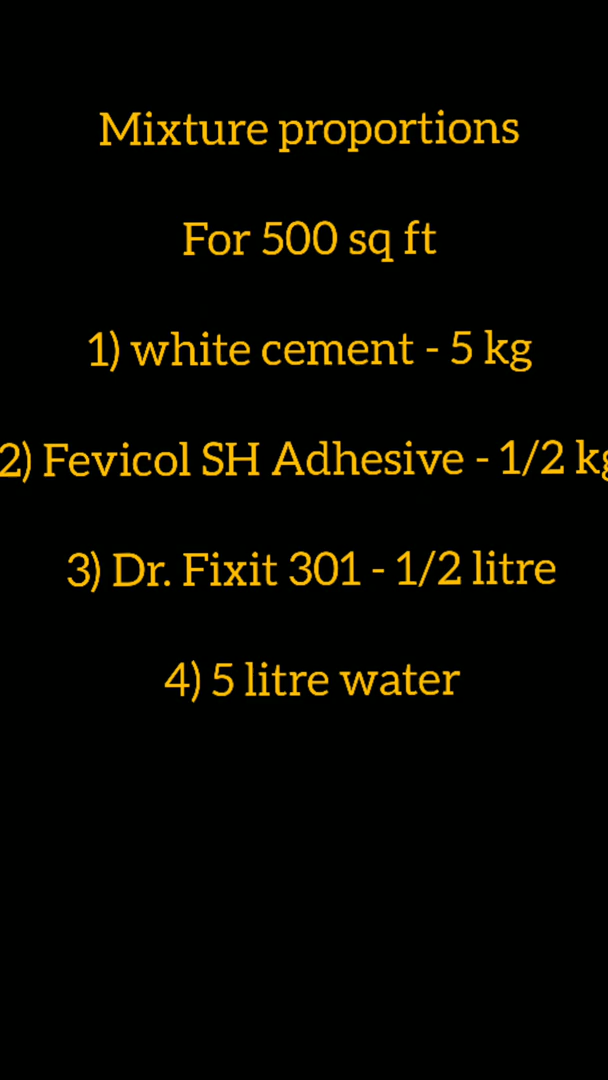 Mixture proportions
For 500 sq ft
1) white cement - 5 kg
2) Fevicol SH Adhesive - 1/2 kg
3) Dr. Fixit 301 - 1/2 litre
4) 5 litre water